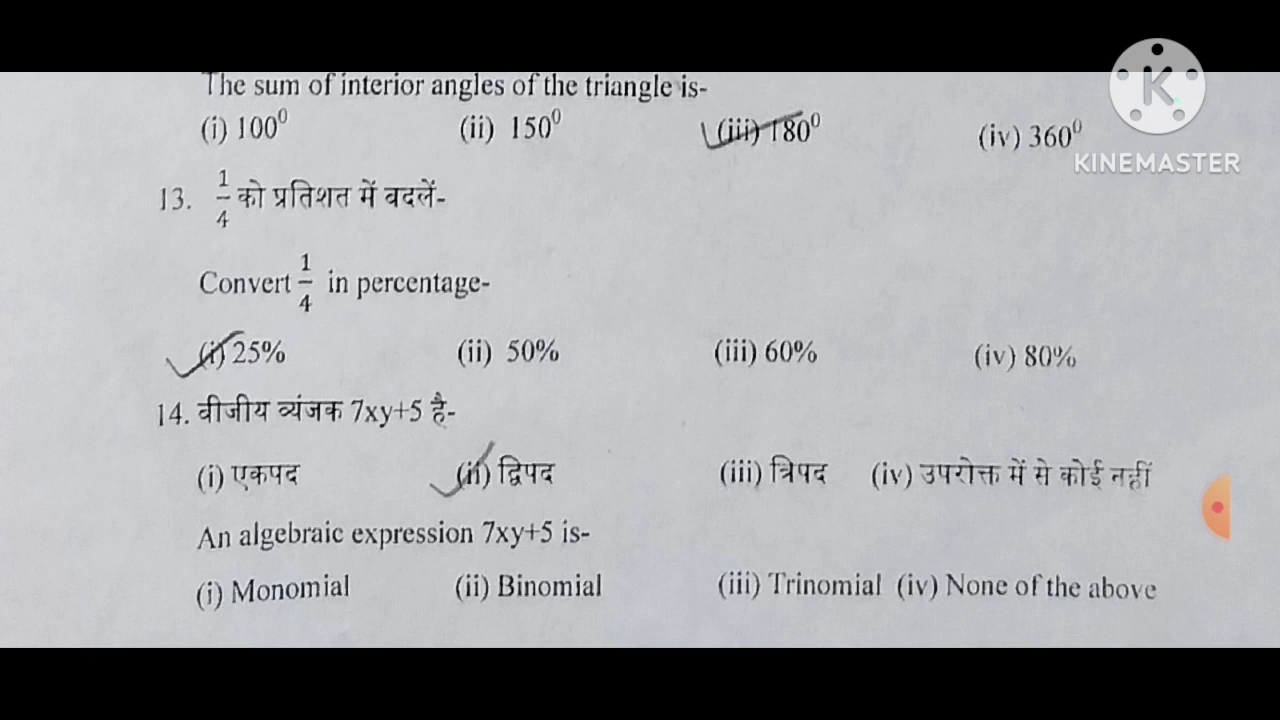 The sum of interior angles of the triangle is-
(i) 100⁰ (ii) 150⁰ (iii) 180⁰ (iv) 360⁰
KINEMASTER
13. 1/4 को प्रतिशत में वदलें-
Convert 1/4 in percentage-
(i) 25% (ii) 50% (iii) 60% (iv) 80%
14. वीजीय व्यंजक 7xy+5 है-
(i) एकपद (ii) द्विपद (iii) त्रिपद (iv) उपरोक्त में से कोई नहीं
An algebraic expression 7xy+5 is-
(i) Monomial (ii) Binomial (iii) Trinomial (iv) None of the above